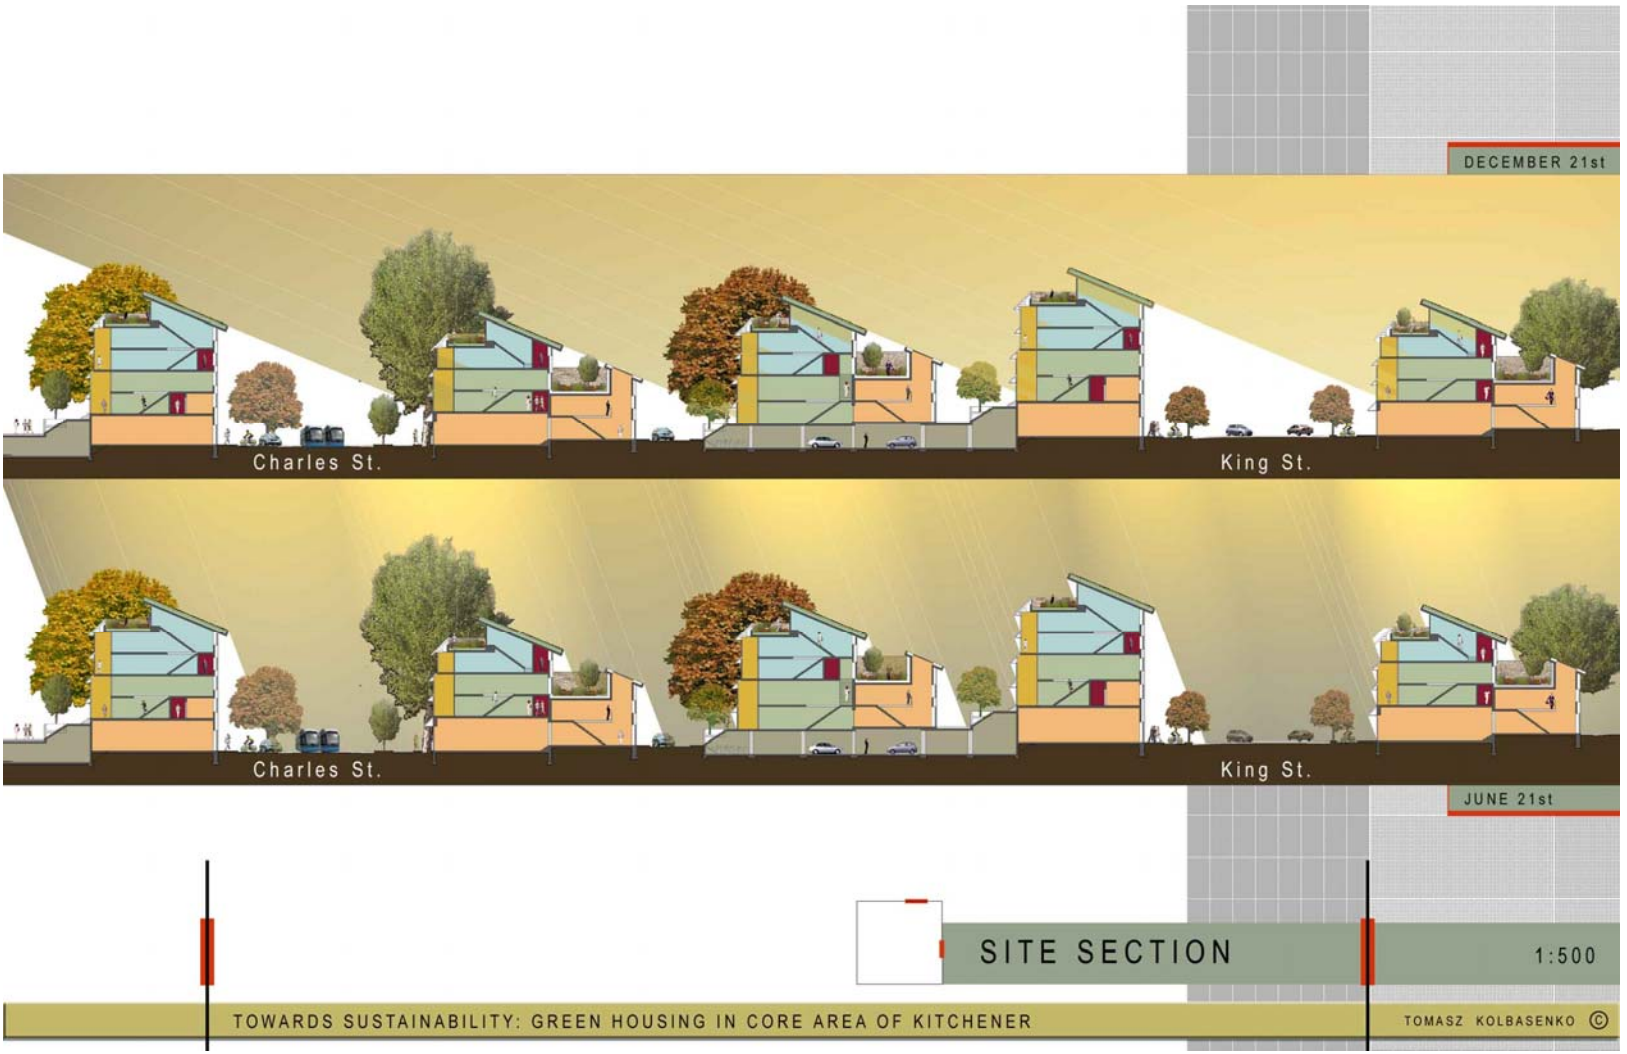 DECEMBER 21st
Charles St.
King St.
Charles St.
King St.
JUNE 21st
SITE SECTION
1:500
TOWARDS SUSTAINABILITY: GREEN HOUSING IN CORE AREA OF KITCHENER
TOMASZ KOLBASENKO ©